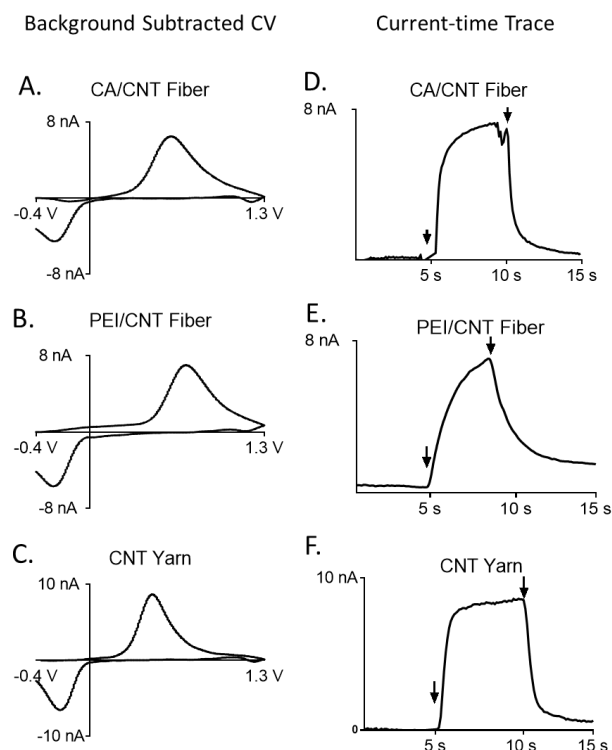 Background Subtracted CV
Current-time Trace
A.
CA/CNT Fiber
8 nA
-0.4 V
1.3 V
-8nA
D.
CA/CNT Fiber
8 nA
5 s
10 s
15 s
B.
PEI/CNT Fiber
8 nA
-0.4 V
1.3 V
-8 nA
E.
PEI/CNT Fiber
8 nA
5 s
10 s
15 s
C.
CNT Yarn
10 nA
-0.4 V
1.3 V
-10 nA
F.
CNT Yarn
10 nA
0
5 s
10 s
15 s